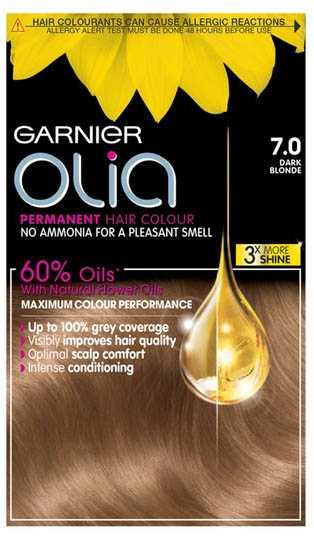 HAIR COLOURANTS CAN CAUSE ALLERGIC REACTIONS
ALLERGY ALERT TEST MUST BE DONE 48 HOURS BEFORE USE
GARNIER
OLIA
7.0
DARK
BLONDE
PERMANENT HAIR COLOUR
NO AMMONIA FOR A PLEASANT SMELL
3X MORE
SHINE
60% Oils*
With Natural Flower Oils
MAXIMUM COLOUR PERFORMANCE
Up to 100% grey coverage
Visibly improves hair quality
Optimal scalp comfort
Intense conditioning